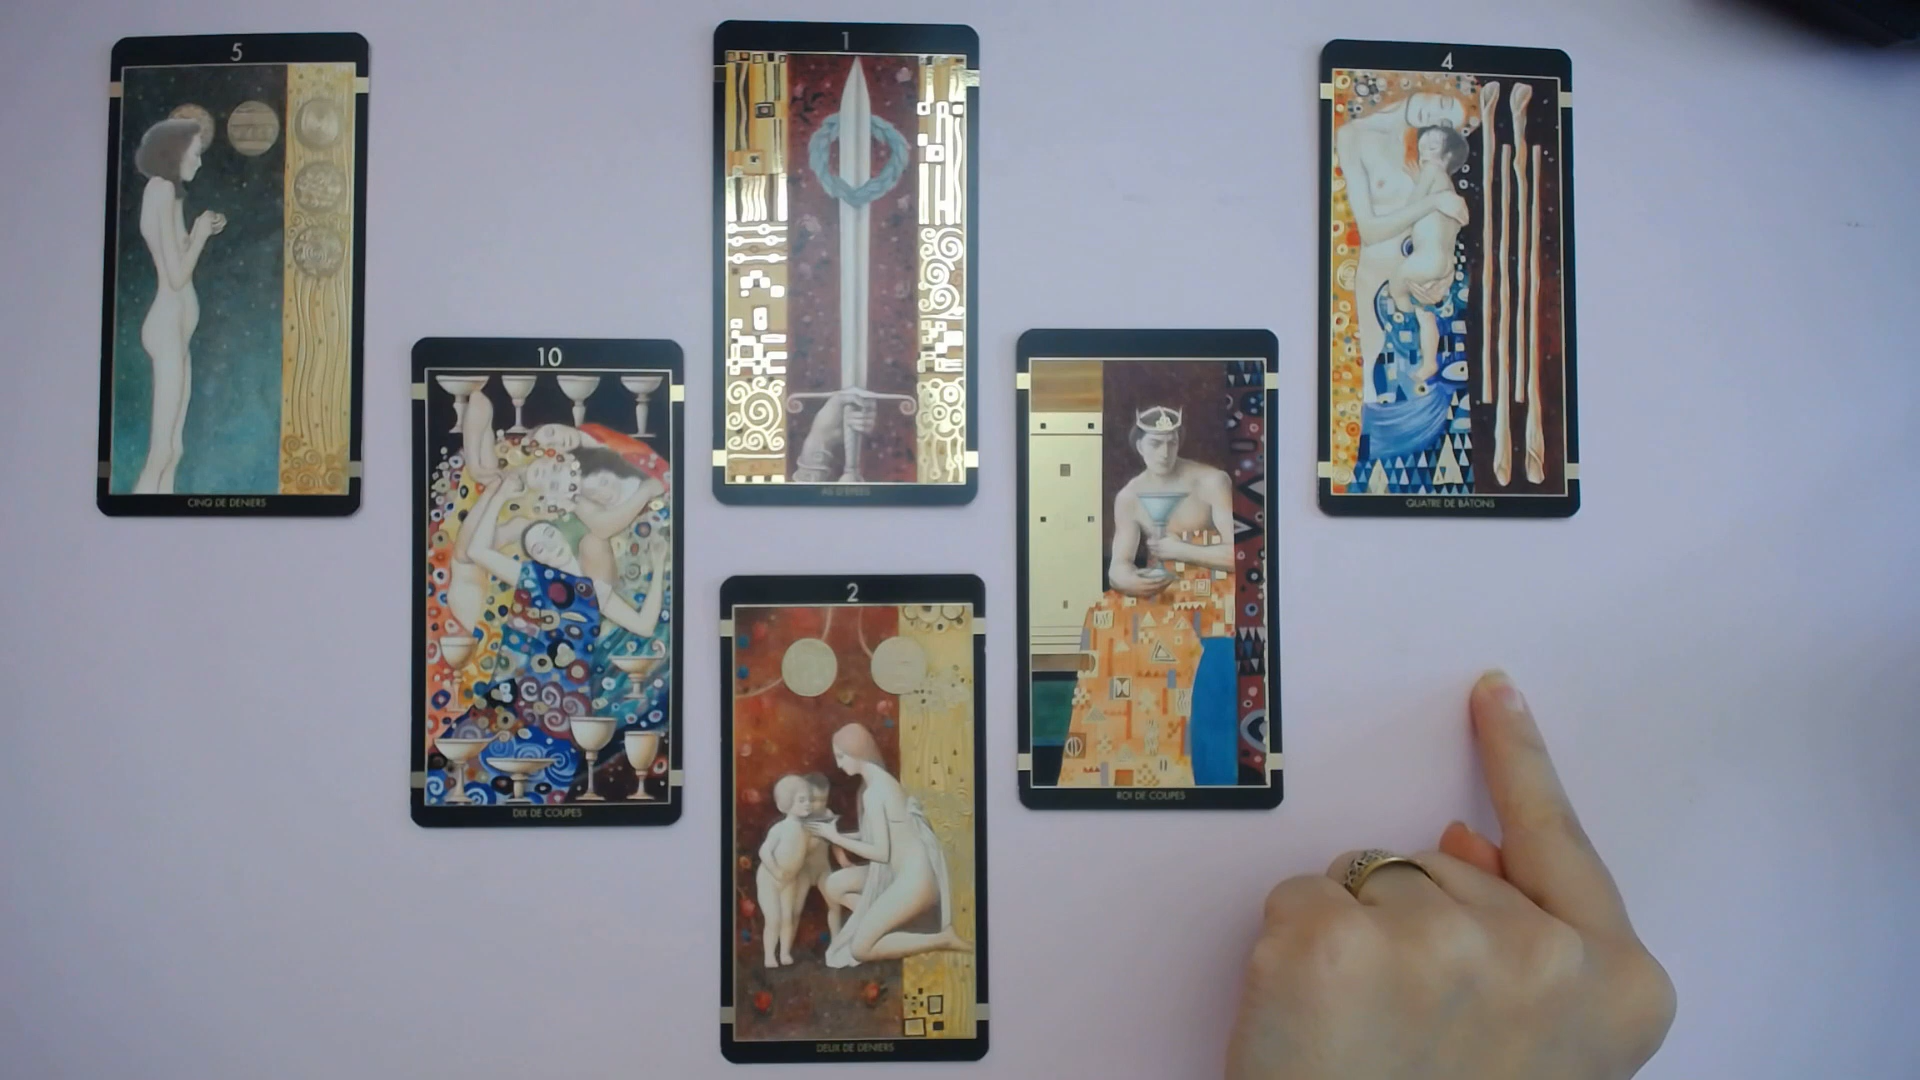 5
CINQ DE DENIERS
10
DIX DE COUPES
1
AS D'ÉPÉES
2
DEUX DE DENIERS
ROI DE COUPES
4
QUATRE DE BÂTONS